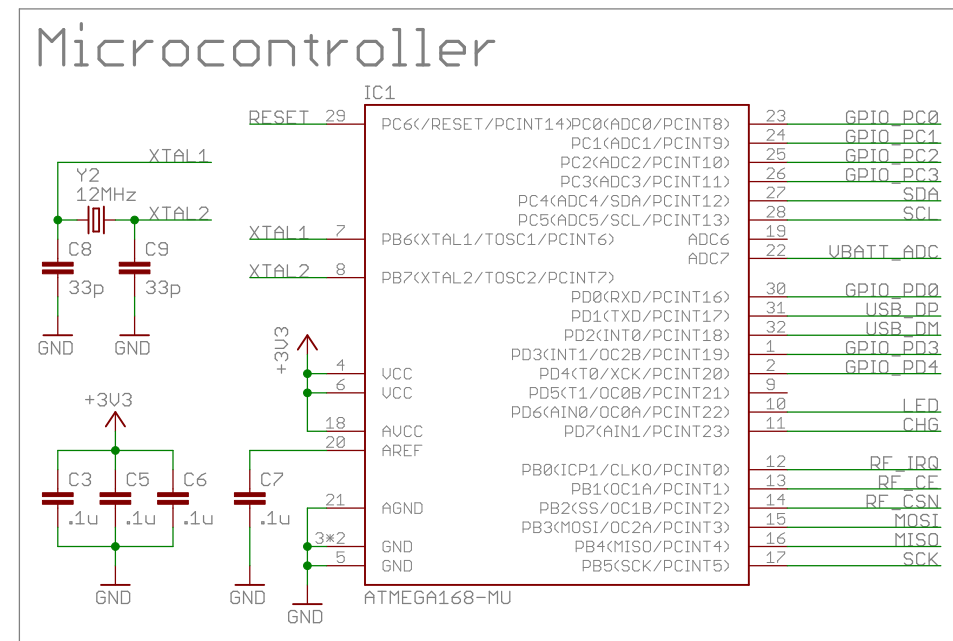 Microcontroller
IC1
RESET 29 PC6(/RESET/PCINT14)PC0(ADC0/PCINT8) 23 GPIO_PC0
PC1(ADC1/PCINT9) 24 GPIO_PC1
XTAL1 PC2(ADC2/PCINT10) 25 GPIO_PC2
Y2 PC3(ADC3/PCINT11) 26 GPIO_PC3
12MHz PC4(ADC4/SDA/PCINT12) 27 SDA
XTAL2 PC5(ADC5/SCL/PCINT13) 28 SCL
XTAL1 7 PB6(XTAL1/TOSC1/PCINT6) ADC6 19
C8 C9 ADC7 22 VBATT_ADC
XTAL2 8 PB7(XTAL2/TOSC2/PCINT7)
33p 33p PD0(RXD/PCINT16) 30 GPIO_PD0
PD1(TXD/PCINT17) 31 USB_DP
PD2(INT0/PCINT18) 32 USB_DM
GND GND +3V3 PD3(INT1/OC2B/PCINT19) 1 GPIO_PD3
4 VCC PD4(T0/XCK/PCINT20) 2 GPIO_PD4
6 VCC PD5(T1/OC0B/PCINT21) 9
+3V3 PD6(AIN0/OC0A/PCINT22) 10 LED
18 AVCC PD7(AIN1/PCINT23) 11 CHG
20 AREF
PB0(ICP1/CLKO/PCINT0) 12 RF_IRQ
C3 C5 C6 C7 PB1(OC1A/PCINT1) 13 RF_CE
21 AGND PB2(SS/OC1B/PCINT2) 14 RF_CSN
.1u .1u .1u .1u PB3(MOSI/OC2A/PCINT3) 15 MOSI
3*2 GND PB4(MISO/PCINT4) 16 MISO
5 GND PB5(SCK/PCINT5) 17 SCK
GND GND ATMEGA168-MU
GND